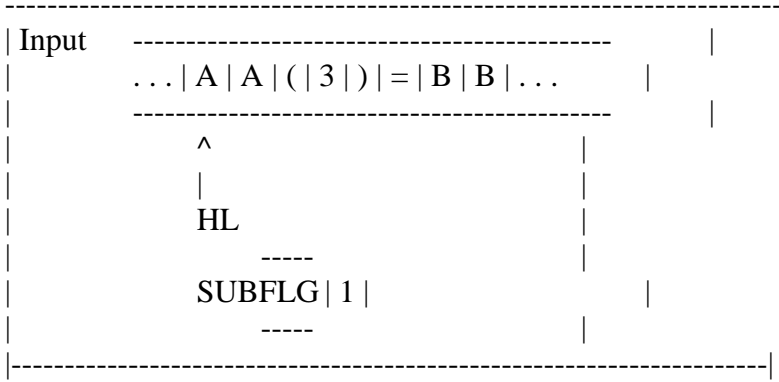 ------------------------------------------------------------------------
| Input --------------------------------------------- |
| . . . | A | A | ( | 3 | ) | = | B | B | . . . |
| --------------------------------------------- |
| ^ |
| | |
| HL |
| ----- |
| SUBFLG | 1 | |
| ----- |
|-----------------------------------------------------------------------|